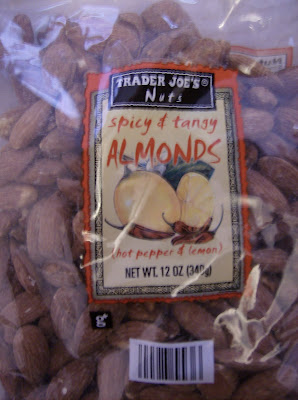 TRADER JOE'S®
Nuts
spicy & tangy
ALMONDS
(hot pepper & lemon)
NET WT. 12 OZ (340g)
g